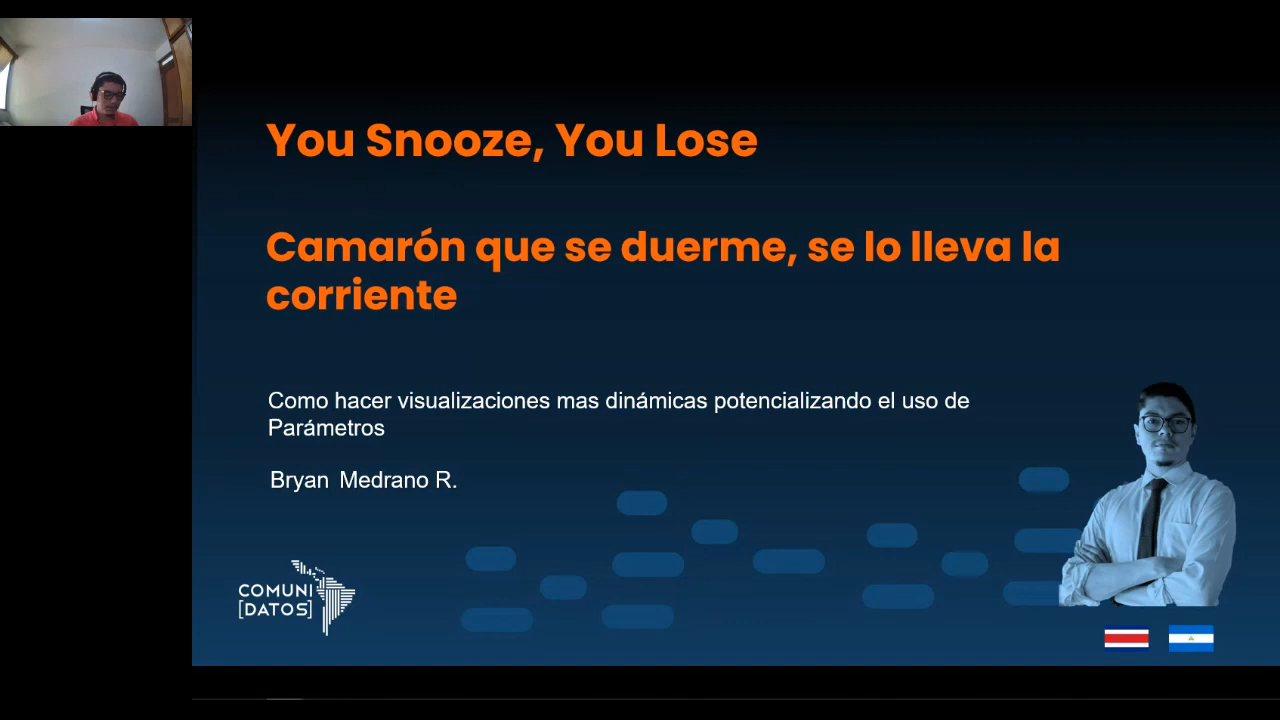 You Snooze, You Lose
Camarón que se duerme, se lo lleva la
corriente
Como hacer visualizaciones mas dinámicas potencializando el uso de
Parámetros
Bryan Medrano R.
COMUNI
[DATOS]